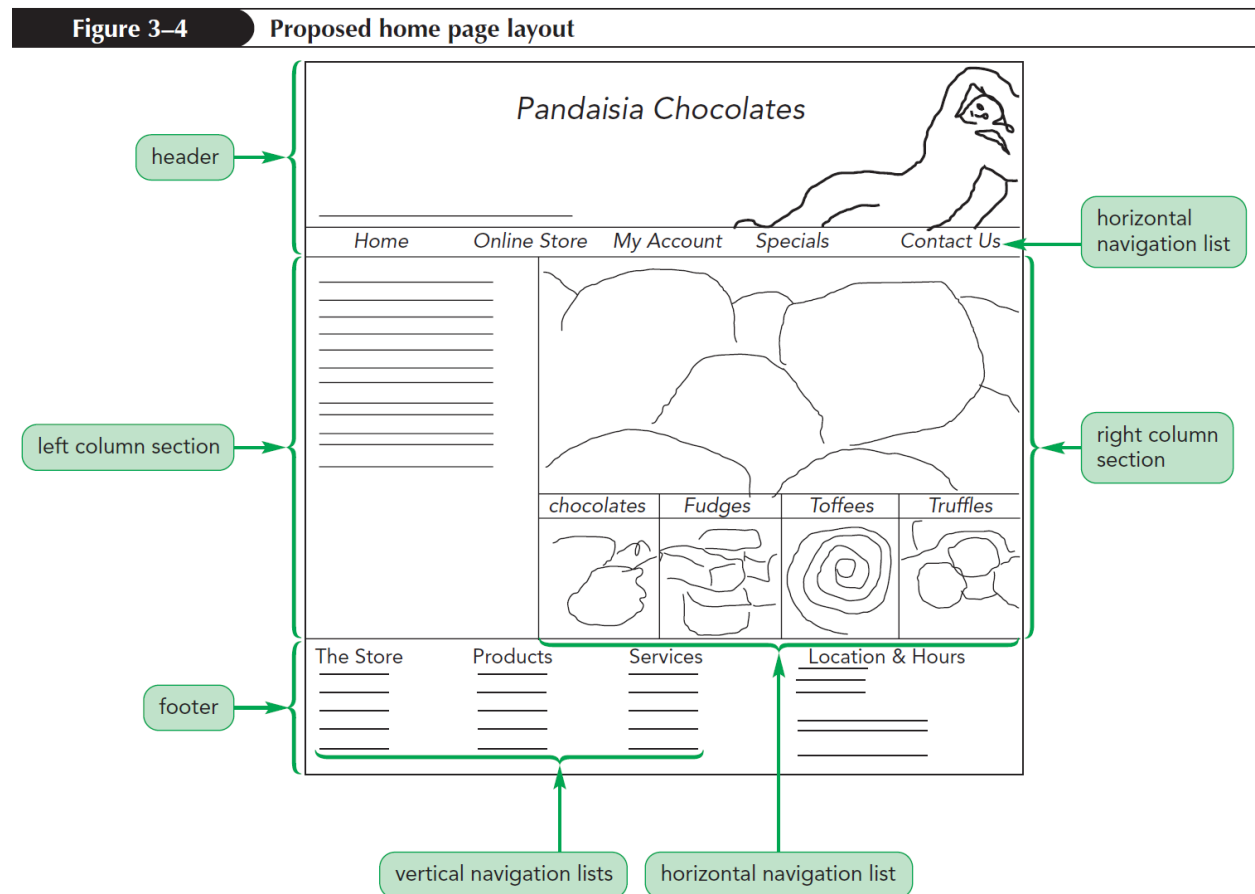 Figure 3–4 Proposed home page layout
Pandaisia Chocolates
header
horizontal
navigation list
Home Online Store My Account Specials Contact Us
left column section
right column
section
chocolates Fudges Toffees Truffles
The Store Products Services Location & Hours
footer
vertical navigation lists
horizontal navigation list